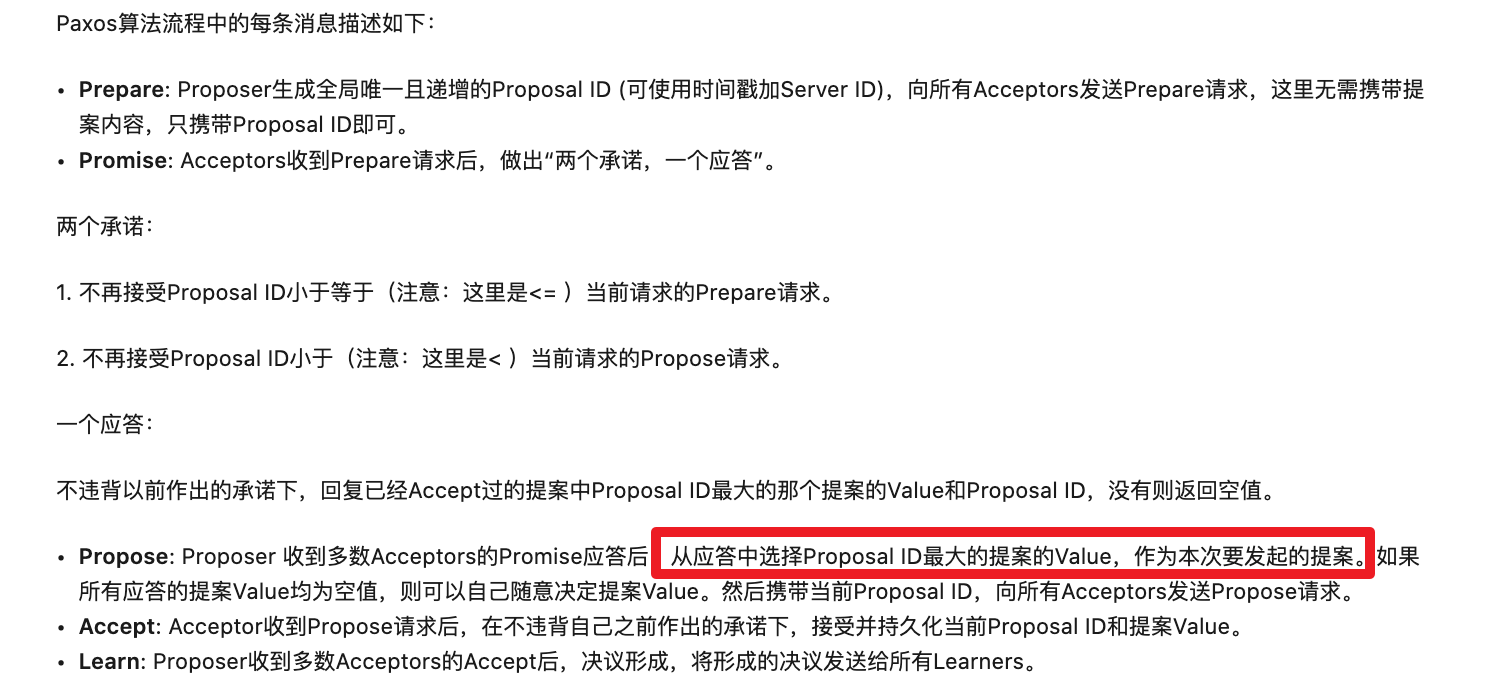 Paxos算法流程中的每条消息描述如下：
• Prepare: Proposer生成全局唯一且递增的Proposal ID (可使用时间戳加Server ID)，向所有Acceptors发送Prepare请求，这里无需携带提
案内容，只携带Proposal ID即可。
• Promise: Acceptors收到Prepare请求后，做出“两个承诺，一个应答”。
两个承诺：
1. 不再接受Proposal ID小于等于（注意：这里是<= ）当前请求的Prepare请求。
2. 不再接受Proposal ID小于（注意：这里是< ）当前请求的Propose请求。
一个应答：
不违背以前作出的承诺下，回复已经Accept过的提案中Proposal ID最大的那个提案的Value和Proposal ID，没有则返回空值。
• Propose: Proposer 收到多数Acceptors的Promise应答后 从应答中选择Proposal ID最大的提案的Value，作为本次要发起的提案。如果
所有应答的提案Value均为空值，则可以自己随意决定提案Value。然后携带当前Proposal ID，向所有Acceptors发送Propose请求。
• Accept: Acceptor收到Propose请求后，在不违背自己之前作出的承诺下，接受并持久化当前Proposal ID和提案Value。
• Learn: Proposer收到多数Acceptors的Accept后，决议形成，将形成的决议发送给所有Learners。